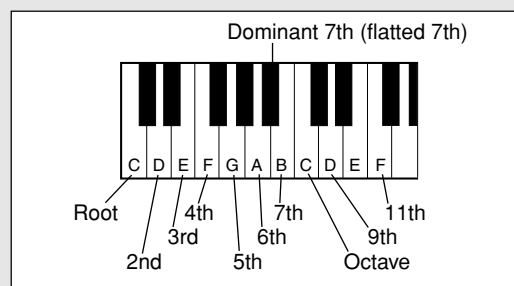 Dominant 7th (flatted 7th)
C D E F G A B C D E F
Root 4th 7th 11th
3rd 6th 9th
2nd 5th Octave